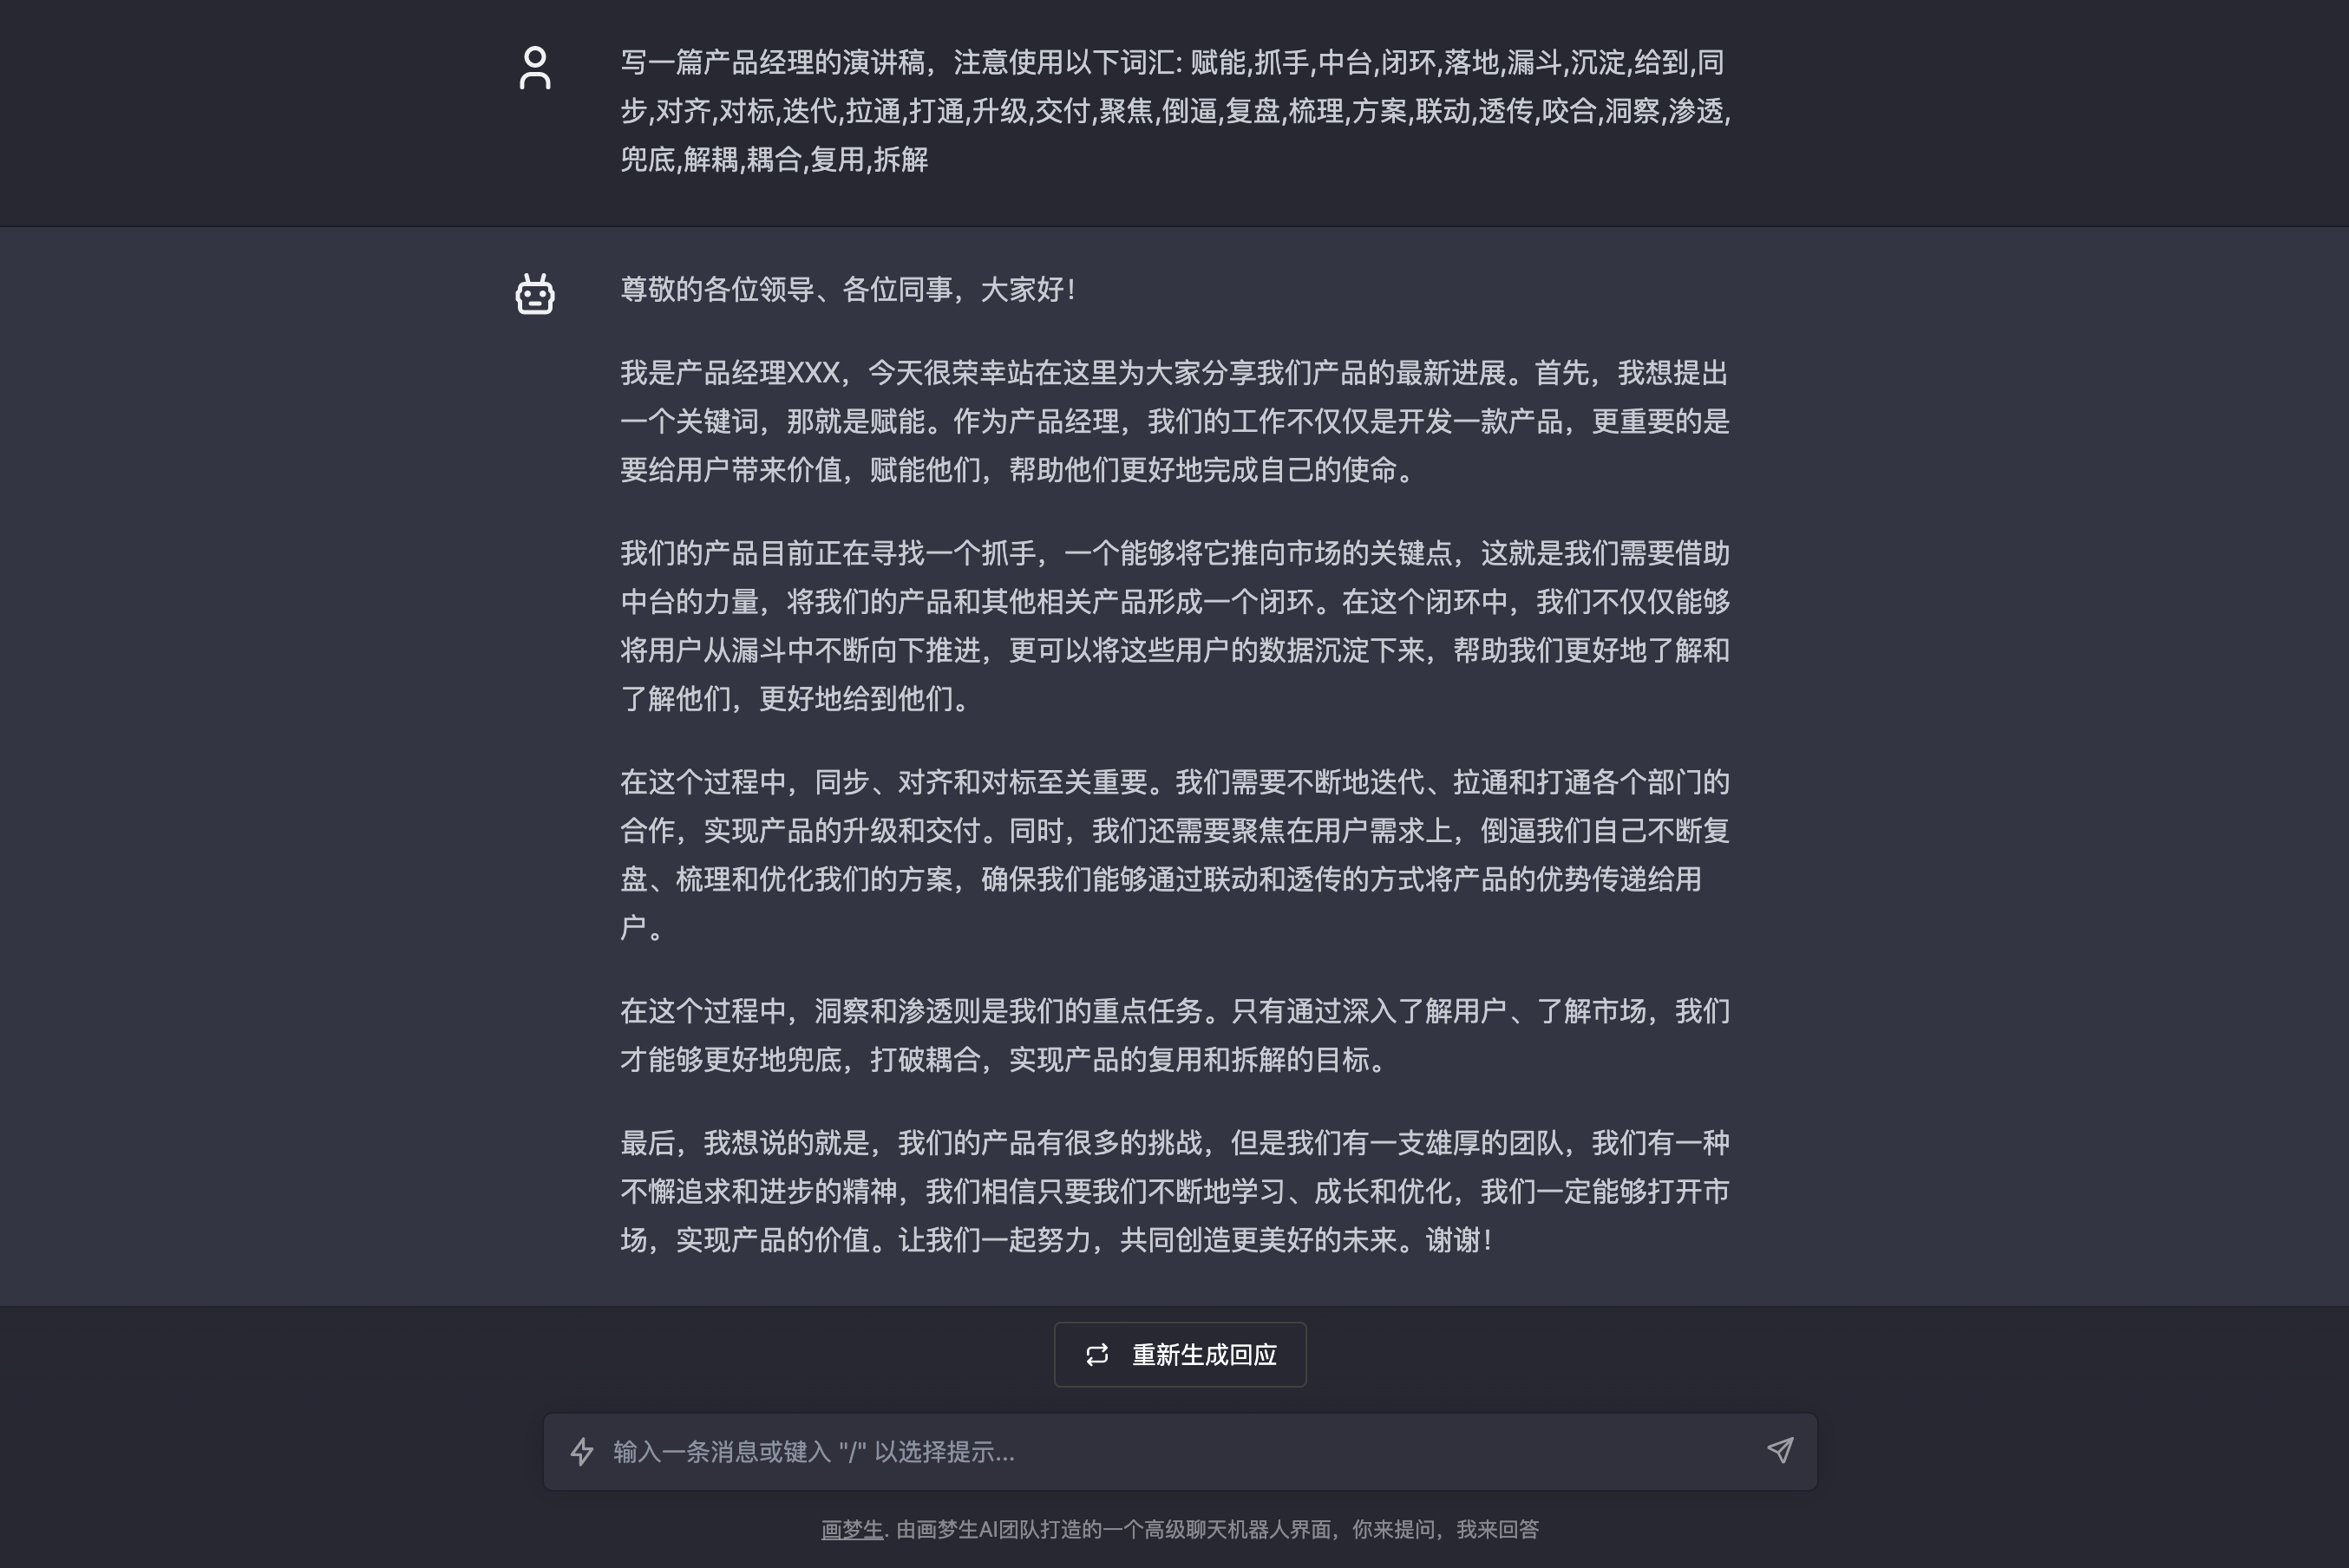 写一篇产品经理的演讲稿，注意使用以下词汇: 赋能,抓手,中台,闭环,落地,漏斗,沉淀,给到,同
步,对齐,对标,迭代,拉通,打通,升级,交付,聚焦,倒逼,复盘,梳理,方案,联动,透传,咬合,洞察,渗透,
兜底,解耦,耦合,复用,拆解
尊敬的各位领导、各位同事，大家好！
我是产品经理XXX，今天很荣幸站在这里为大家分享我们产品的最新进展。首先，我想提出
一个关键词，那就是赋能。作为产品经理，我们的工作不仅仅是开发一款产品，更重要的是
要给用户带来价值，赋能他们，帮助他们更好地完成自己的使命。
我们的产品目前正在寻找一个抓手，一个能够将它推向市场的关键点，这就是我们需要借助
中台的力量，将我们的产品和其他相关产品形成一个闭环。在这个闭环中，我们不仅仅能够
将用户从漏斗中不断向下推进，更可以将这些用户的数据沉淀下来，帮助我们更好地了解和
了解他们，更好地给到他们。
在这个过程中，同步、对齐和对标至关重要。我们需要不断地迭代、拉通和打通各个部门的
合作，实现产品的升级和交付。同时，我们还需要聚焦在用户需求上，倒逼我们自己不断复
盘、梳理和优化我们的方案，确保我们能够通过联动和透传的方式将产品的优势传递给用
户。
在这个过程中，洞察和渗透则是我们的重点任务。只有通过深入了解用户、了解市场，我们
才能够更好地兜底，打破耦合，实现产品的复用和拆解的目标。
最后，我想说的就是，我们的产品有很多的挑战，但是我们有一支雄厚的团队，我们有一种
不懈追求和进步的精神，我们相信只要我们不断地学习、成长和优化，我们一定能够打开市
场，实现产品的价值。让我们一起努力，共同创造更美好的未来。谢谢！
重新生成回应
输入一条消息或键入 "/" 以选择提示...
画梦生. 由画梦生AI团队打造的一个高级聊天机器人界面，你来提问，我来回答